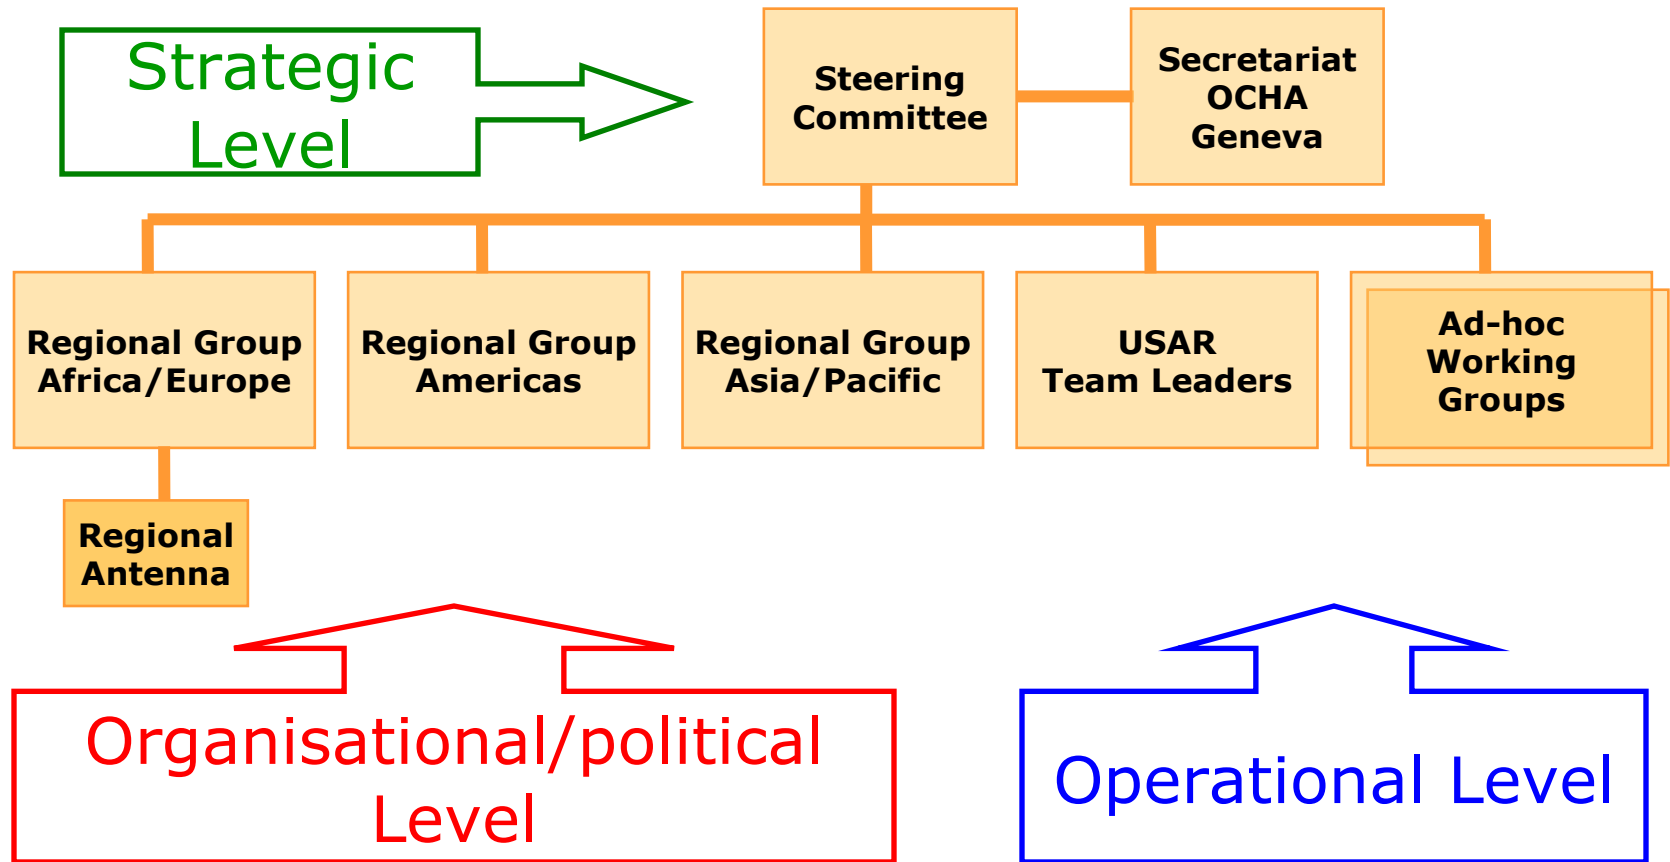 Strategic
Level
Steering
Committee
Secretariat
OCHA
Geneva
Regional Group
Africa/Europe
Regional Group
Americas
Regional Group
Asia/Pacific
USAR
Team Leaders
Ad-hoc
Working
Groups
Regional
Antenna
Organisational/political
Level
Operational Level